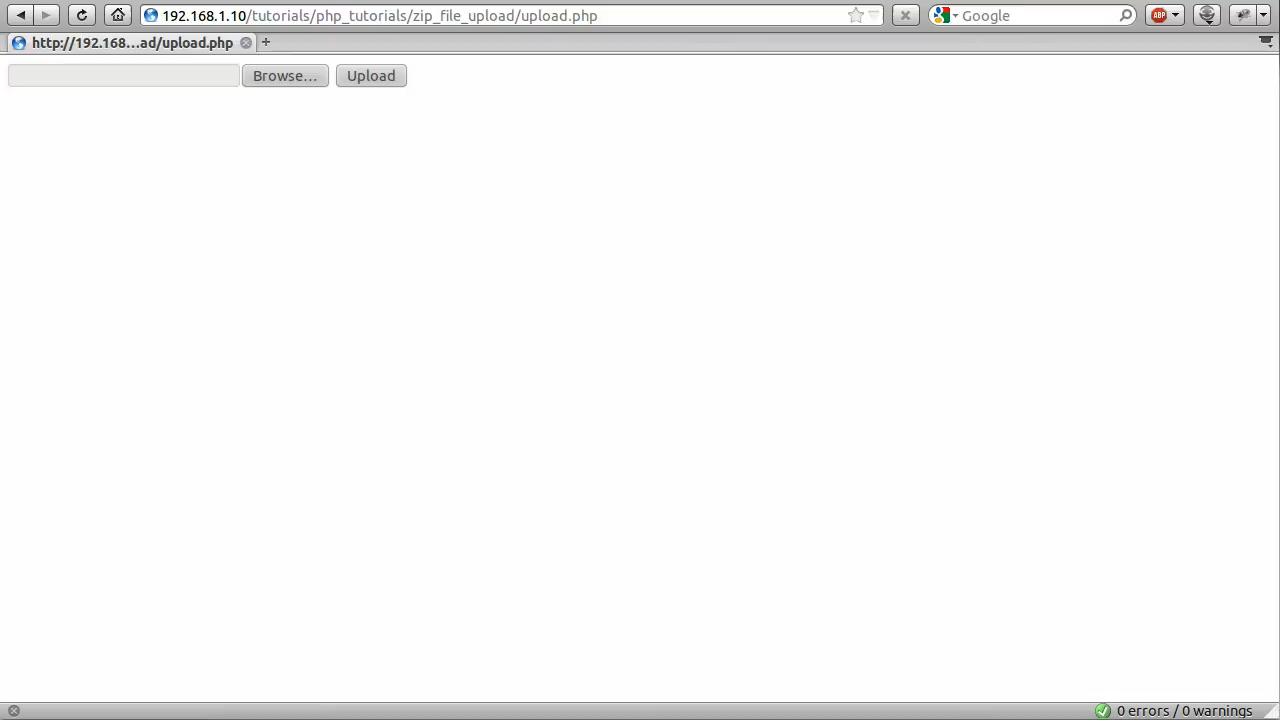 192.168.1.10/tutorials/php_tutorials/zip_file_upload/upload.php
Google
ABP
http://192.168...ad/upload.php
Browse... Upload
0 errors / 0 warnings